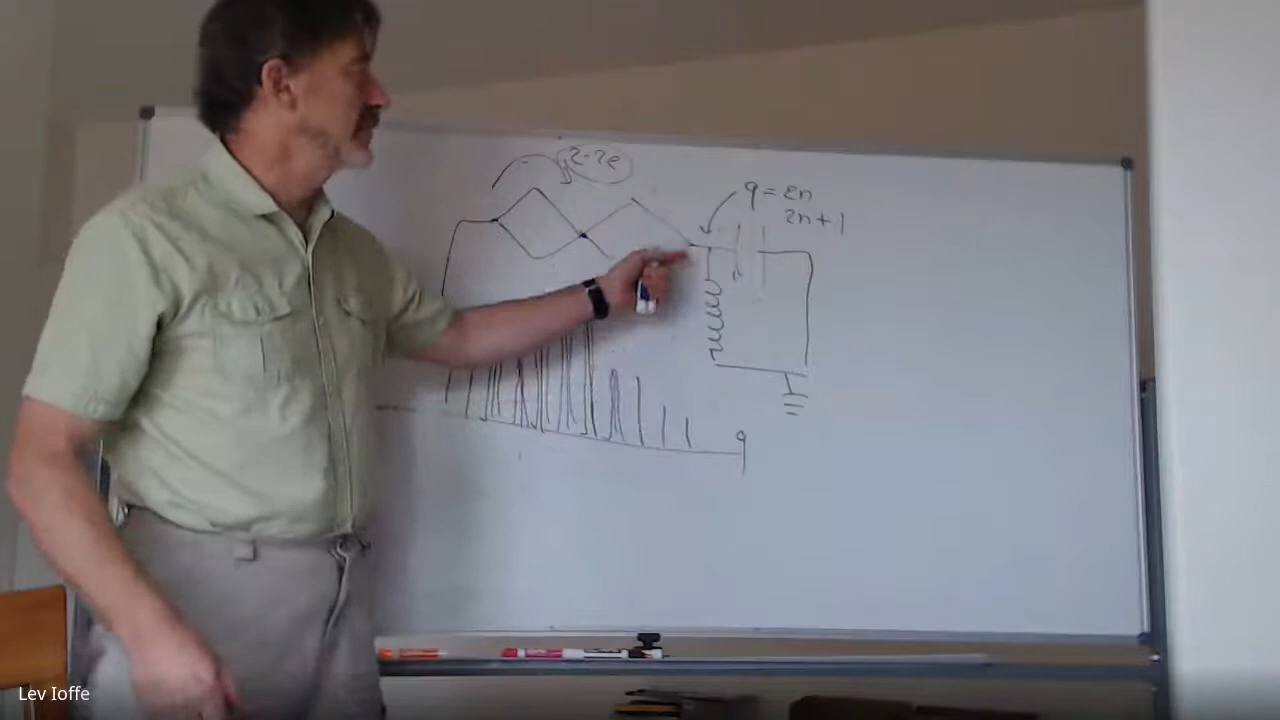 2-2e
q = 2n
2n+1
q
Lev Ioffe